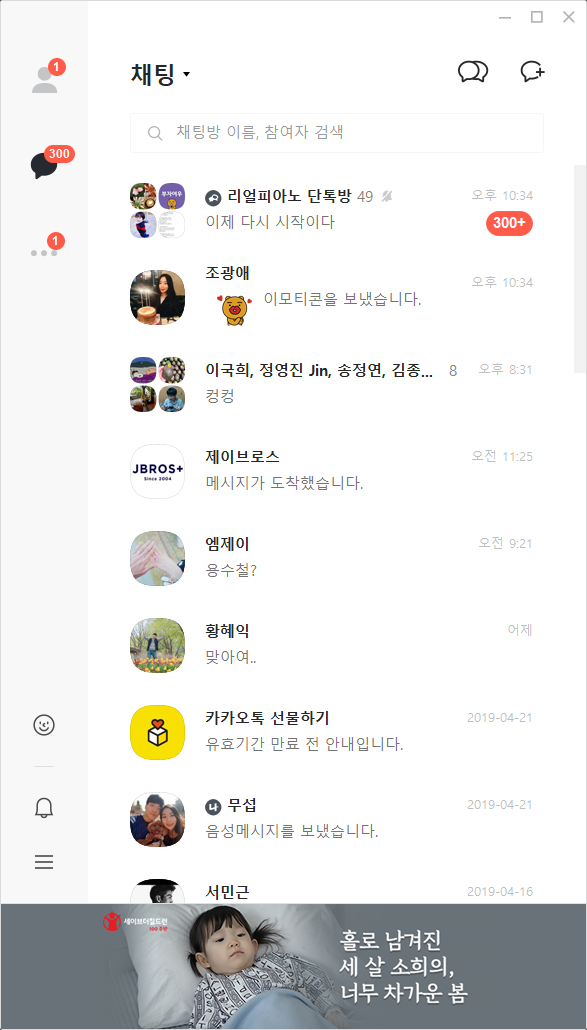 1
채팅
300
채팅방 이름, 참여자 검색
리얼피아노 단톡방 49 오후 10:34
부자여우
이제 다시 시작이다 300+
1
조광애
오후 10:34
이모티콘을 보냈습니다.
이국희, 정영진 Jin, 송정연, 김종... 8 오후 8:31
컹컹
제이브로스 오전 11:25
JBROS+
Since 2004
메시지가 도착했습니다.
엠제이 오전 9:21
용수철?
황혜익 어제
맞아여..
카카오톡 선물하기 2019-04-21
유효기간 만료 전 안내입니다.
나 무섭 2019-04-21
음성메시지를 보냈습니다.
서민근 2019-04-16
세이브더칠드런
100 주년
홀로 남겨진
세 살 소희의,
너무 차가운 봄